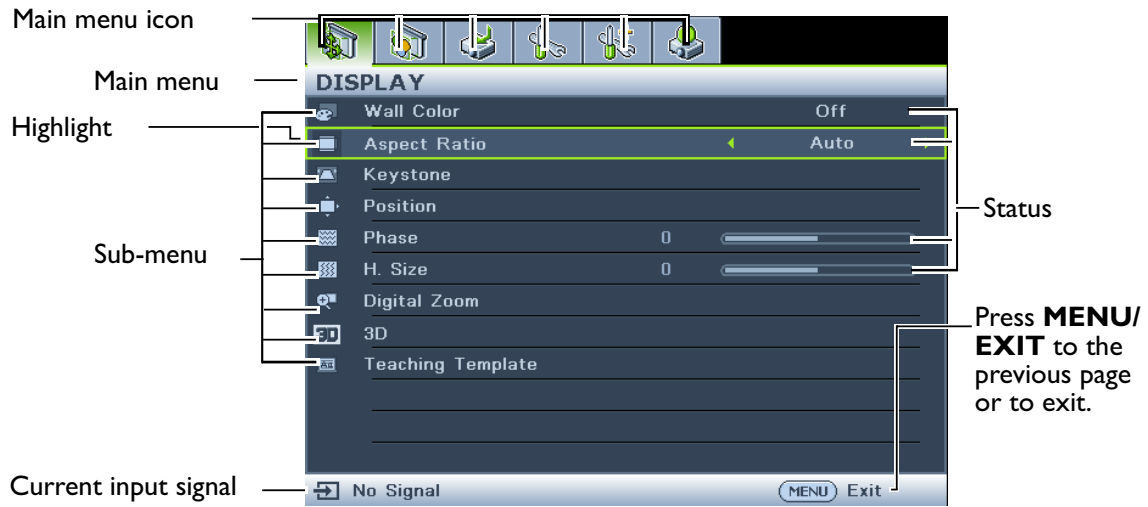 Main menu icon
Main menu
DISPLAY
Wall Color Off
Highlight
Aspect Ratio Auto
Keystone
Position
Status
Phase 0
Sub-menu
H. Size 0
Digital Zoom
3D 3D
Teaching Template
Press MENU/
EXIT to the
previous page
or to exit.
Current input signal
No Signal
MENU Exit